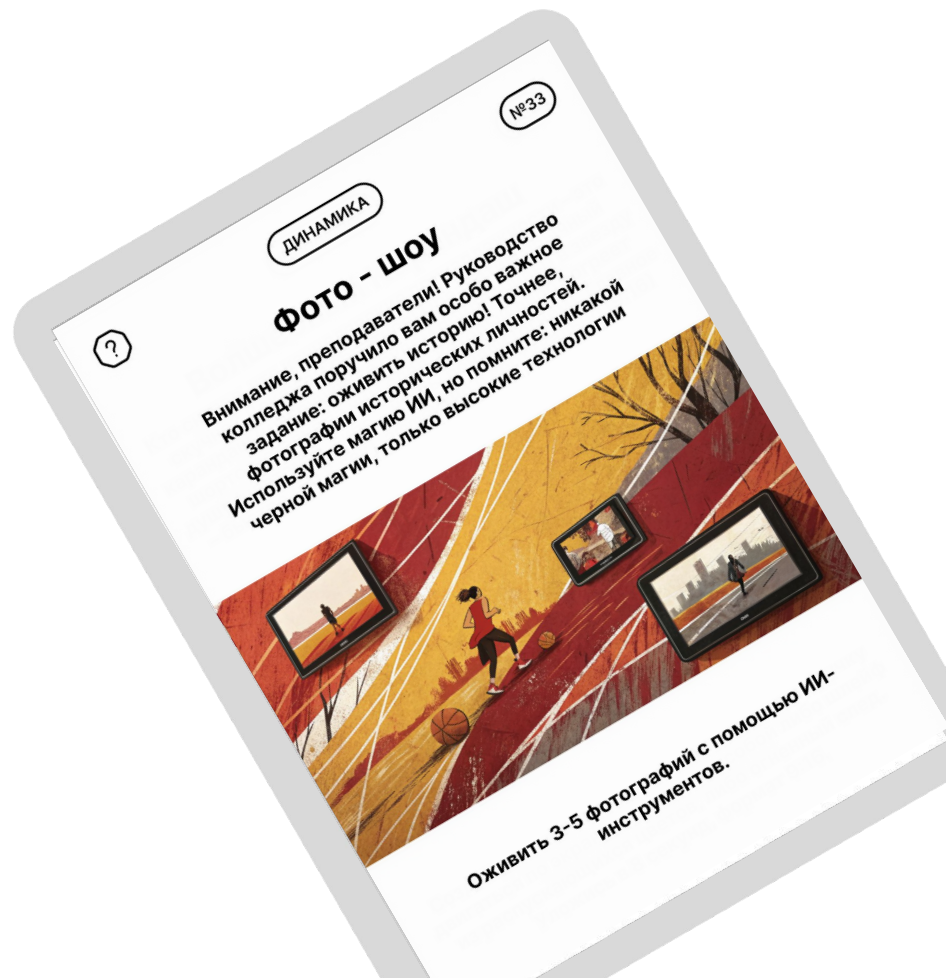 №33
ДИНАМИКА
Фото - шоу
?
Внимание, преподаватели! Руководство
колледжа поручило вам особо важное
задание: оживить историю! Точнее,
фотографии исторических личностей.
Используйте магию ИИ, но помните: никакой
черной магии, только высокие технологии
Оживить 3-5 фотографий с помощью ИИ-
инструментов.